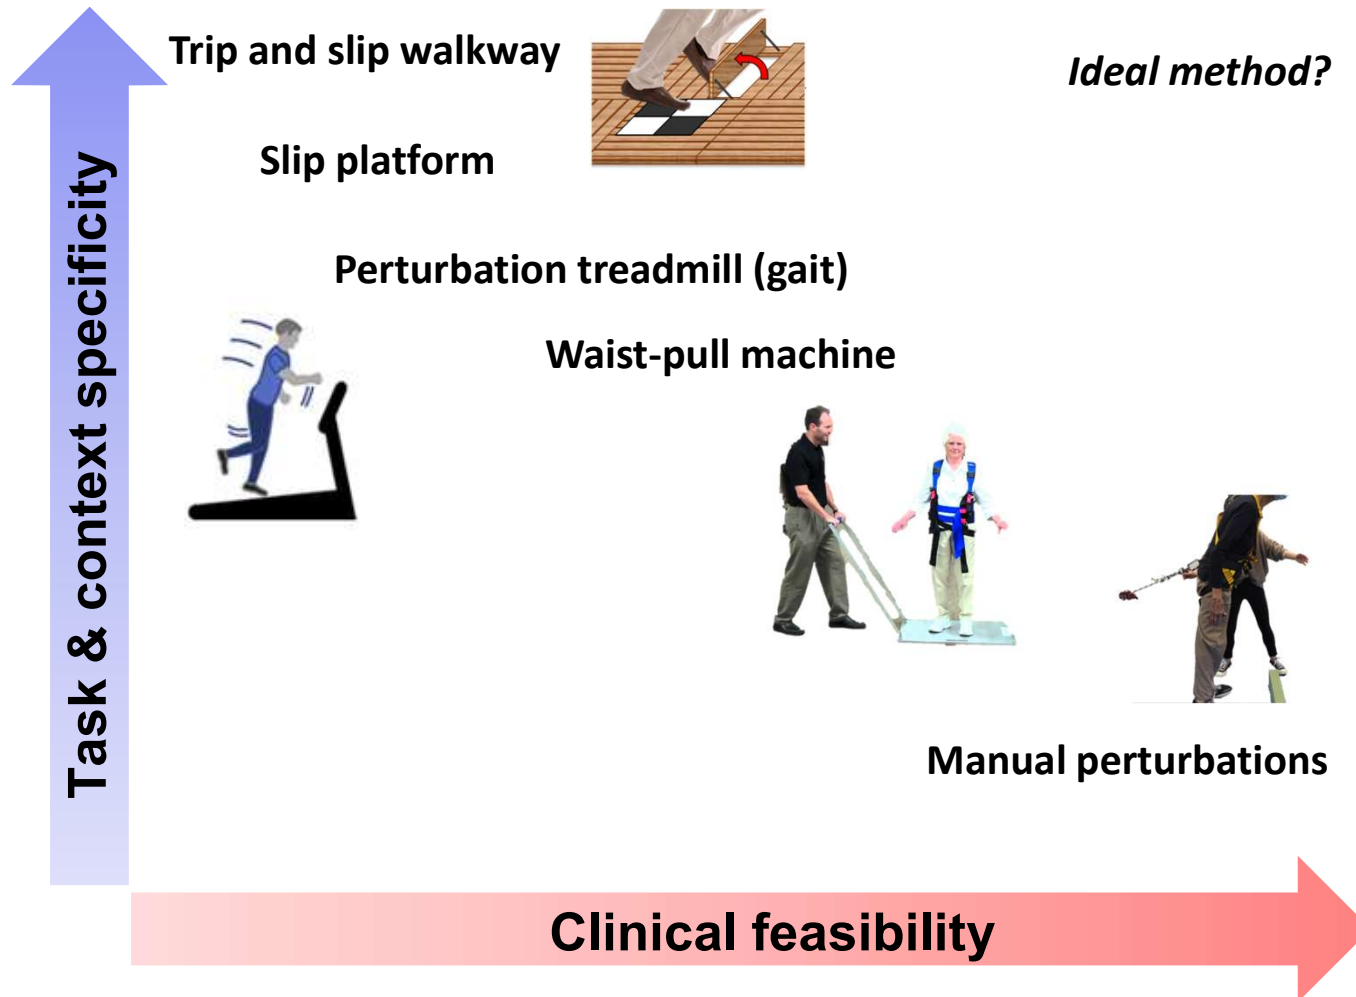 Trip and slip walkway
Ideal method?
Slip platform
Perturbation treadmill (gait)
Waist-pull machine
Manual perturbations
Task & context specificity
Clinical feasibility